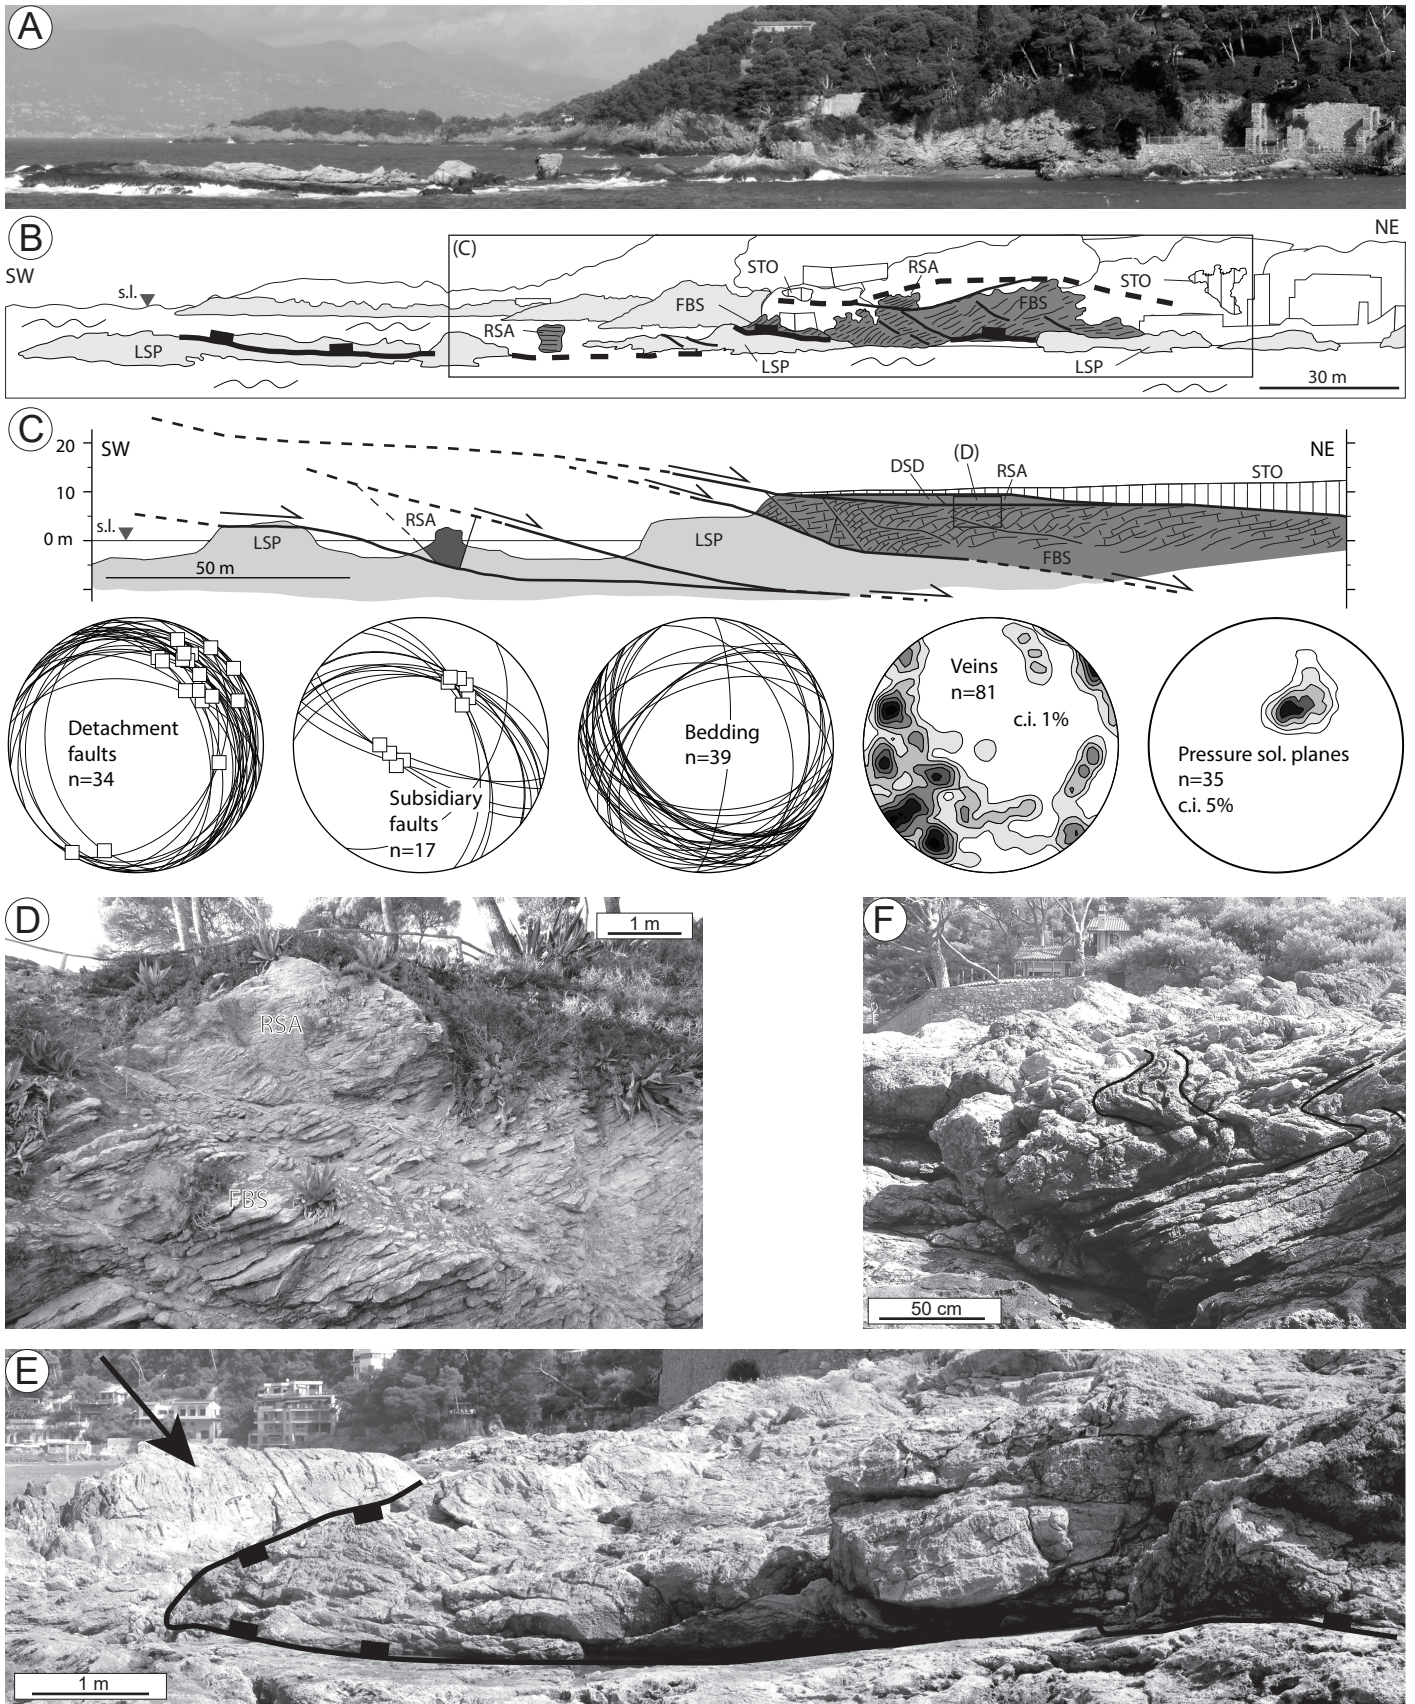 A
B
SW
NE
(C)
s.l.
STO
RSA
STO
FBS
FBS
RSA
LSP
LSP
LSP
30 m
C
20
10
0 m
s.l.
SW
NE
(D)
DSD
RSA
STO
RSA
LSP
LSP
FBS
50 m
Detachment
faults
n=34
Subsidiary
faults
n=17
Bedding
n=39
Veins
n=81
c.i. 1%
Pressure sol. planes
n=35
c.i. 5%
D
1 m
RSA
FBS
F
50 cm
E
1 m